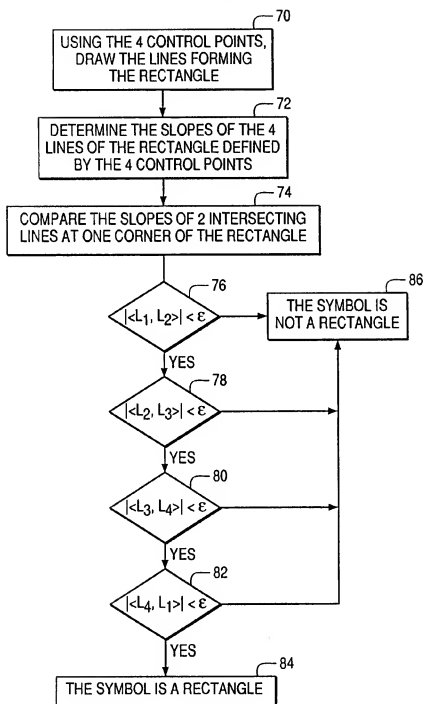 70
USING THE 4 CONTROL POINTS,
DRAW THE LINES FORMING
THE RECTANGLE
72
DETERMINE THE SLOPES OF THE 4
LINES OF THE RECTANGLE DEFINED
BY THE 4 CONTROL POINTS
74
COMPARE THE SLOPES OF 2 INTERSECTING
LINES AT ONE CORNER OF THE RECTANGLE
76
|<L1, L2>| < ε
86
THE SYMBOL IS
NOT A RECTANGLE
YES
78
|<L2, L3>| < ε
YES
80
|<L3, L4>| < ε
YES
82
|<L4, L1>| < ε
YES
84
THE SYMBOL IS A RECTANGLE